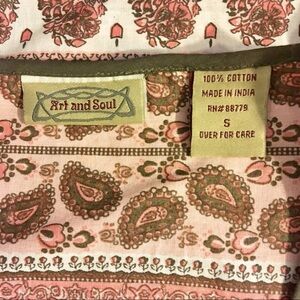 Art and Soul
100% COTTON
MADE IN INDIA
RN#88779
S
OVER FOR CARE